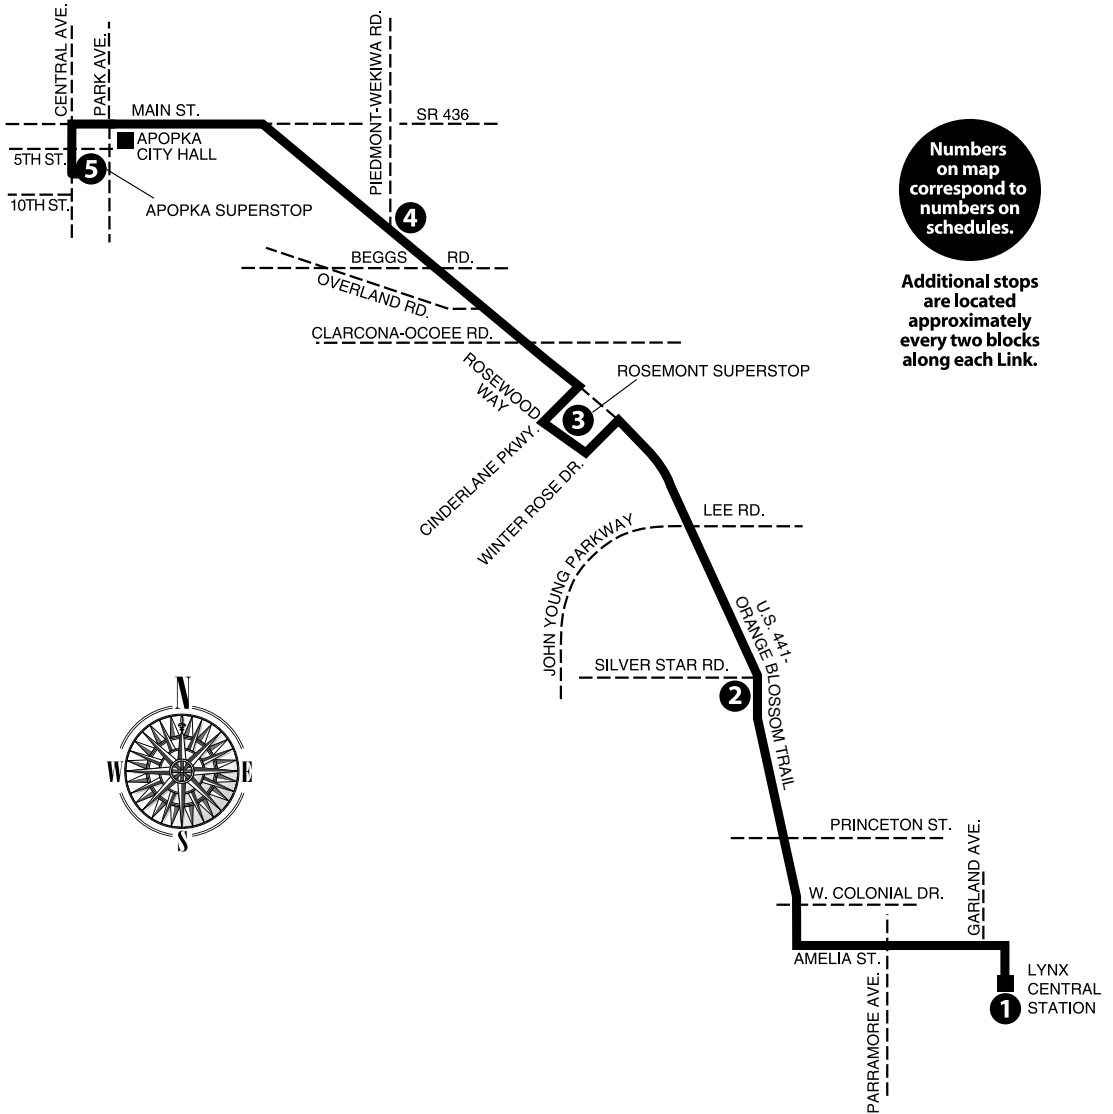 CENTRAL AVE.
PARK AVE.
MAIN ST.
PIEDMONT-WEKIWA RD.
SR 436
APOPKA
CITY HALL
5TH ST.
5
10TH ST.
APOPKA SUPERSTOP
4
BEGGS RD.
OVERLAND RD.
CLARCONA-OCOEE RD.
Numbers
on map
correspond to
numbers on
schedules.
Additional stops
are located
approximately
every two blocks
along each Link.
ROSEWOOD
WAY
ROSEMONT SUPERSTOP
3
CINDERLANE PKWY.
WINTER ROSE DR.
LEE RD.
JOHN YOUNG PARKWAY
U.S. 441-
ORANGE BLOSSOM TRAIL
SILVER STAR RD.
2
N
W E
S
PRINCETON ST.
GARLAND AVE.
W. COLONIAL DR.
AMELIA ST.
PARRAMORE AVE.
LYNX
CENTRAL
STATION
1